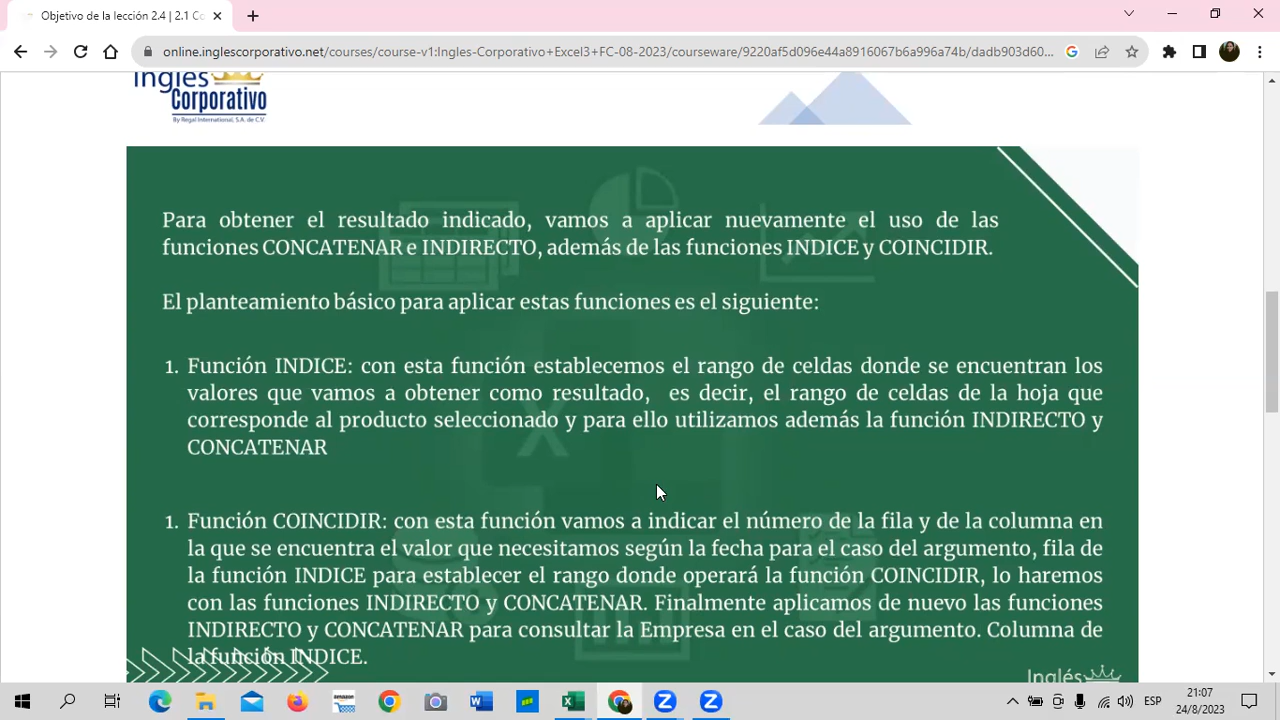 Objetivo de la lección 2.2 | 2.1 Co
online.inglescorporativo.net/courses/course-v1:Ingles-Corporativo+Excel3+FC-08-2023/courseware/9220af5d096e44a8916067b6a996a74b/dadb903d60...
Inglés
Corporativo
By Regal International, S.A. de C.V.
Para obtener el resultado indicado, vamos a aplicar nuevamente el uso de las
funciones CONCATENAR e INDIRECTO, además de las funciones INDICE y COINCIDIR.
El planteamiento básico para aplicar estas funciones es el siguiente:
1. Función INDICE: con esta función establecemos el rango de celdas donde se encuentran los
valores que vamos a obtener como resultado, es decir, el rango de celdas de la hoja que
corresponde al producto seleccionado y para ello utilizamos además la función INDIRECTO y
CONCATENAR
1. Función COINCIDIR: con esta función vamos a indicar el número de la fila y de la columna en
la que se encuentra el valor que necesitamos según la fecha para el caso del argumento, fila de
la función INDICE para establecer el rango donde operará la función COINCIDIR, lo haremos
con las funciones INDIRECTO y CONCATENAR. Finalmente aplicamos de nuevo las funciones
INDIRECTO y CONCATENAR para consultar la Empresa en el caso del argumento. Columna de
la función INDICE.
Inglés
amazon
ESP
21:07
24/8/2023